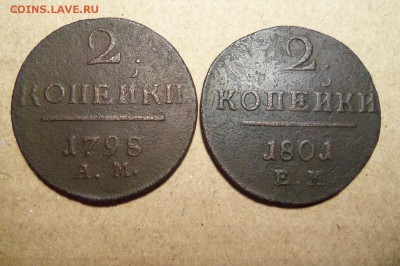 COINS.LAVE.RU
2
КОПЕЙКИ
1798
А.М.
2
КОПЕЙКИ
1801
Е М